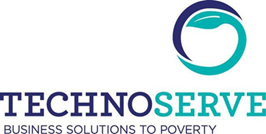 TECHNOSERVE
BUSINESS SOLUTIONS TO POVERTY